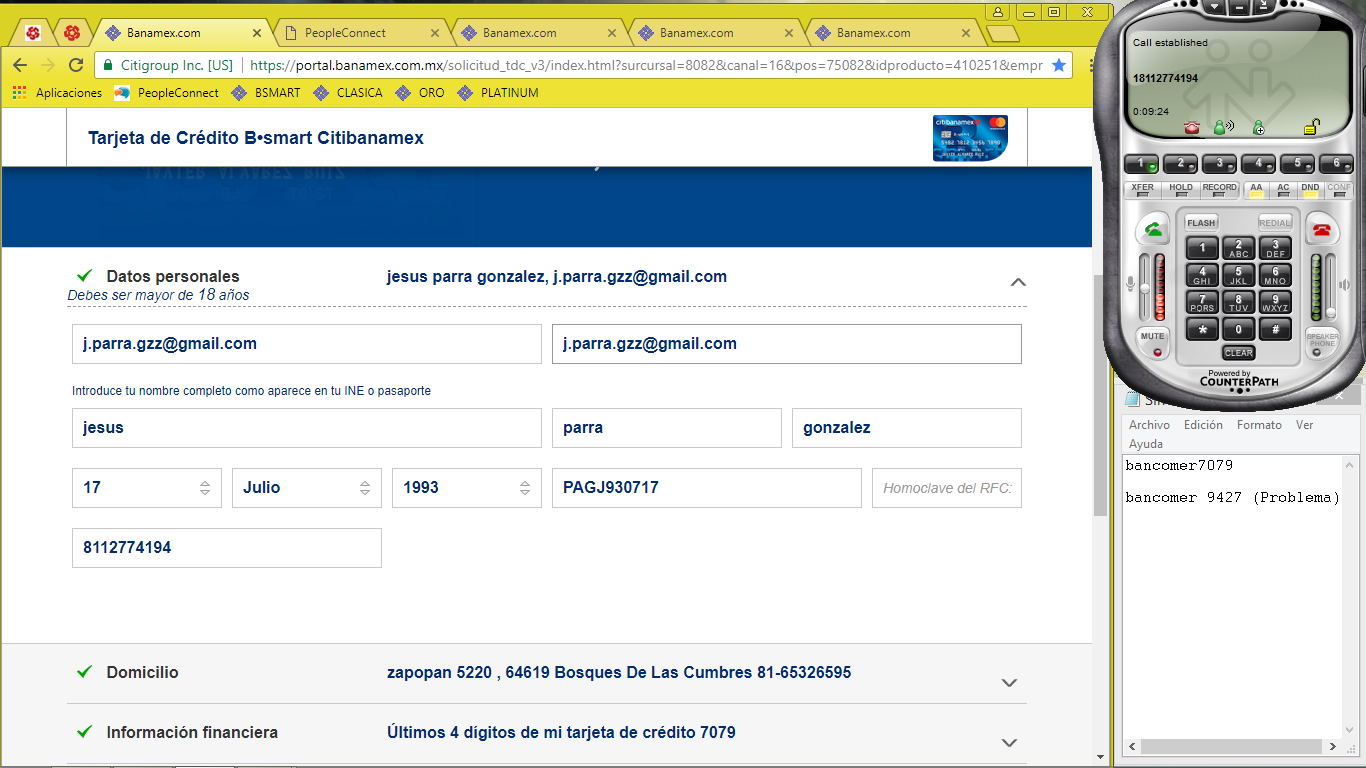 Banamex.com
PeopleConnect
Banamex.com
Banamex.com
Banamex.com
Citigroup Inc. [US]
https://portal.banamex.com.mx/solicitud_tdc_v3/index.html?sursursal=8082&canal=16&pos=75082&idproducto=410251&empr
Aplicaciones
PeopleConnect
BSMART
CLASICA
ORO
PLATINUM
Tarjeta de Crédito B•smart Citibanamex
citibanamex
Datos personales
jesus parra gonzalez, j.parra.gzz@gmail.com
Debes ser mayor de 18 años
j.parra.gzz@gmail.com
j.parra.gzz@gmail.com
Introduce tu nombre completo como aparece en tu INE o pasaporte
jesus
parra
gonzalez
17
Julio
1993
PAGJ930717
Homoclave del RFC:
8112774194
Domicilio
zapopan 5220 , 64619 Bosques De Las Cumbres 81-65326595
Información financiera
Últimos 4 dígitos de mi tarjeta de crédito 7079
Call established
18112774194
0:09:24
1 2 3 4 5 6
XFER HOLD RECORD AA AC DND CONF
FLASH
REDIAL
1 2 ABC 3 DEF
4 GHI 5 JKL 6 MNO
7 PQRS 8 TUV 9 WXYZ
* 0 #
MUTE
SPEAKER PHONE
CLEAR
Powered by
COUNTERPATH
Archivo Edición Formato Ver
Ayuda
bancomer7079
bancomer 9427 (Problema)